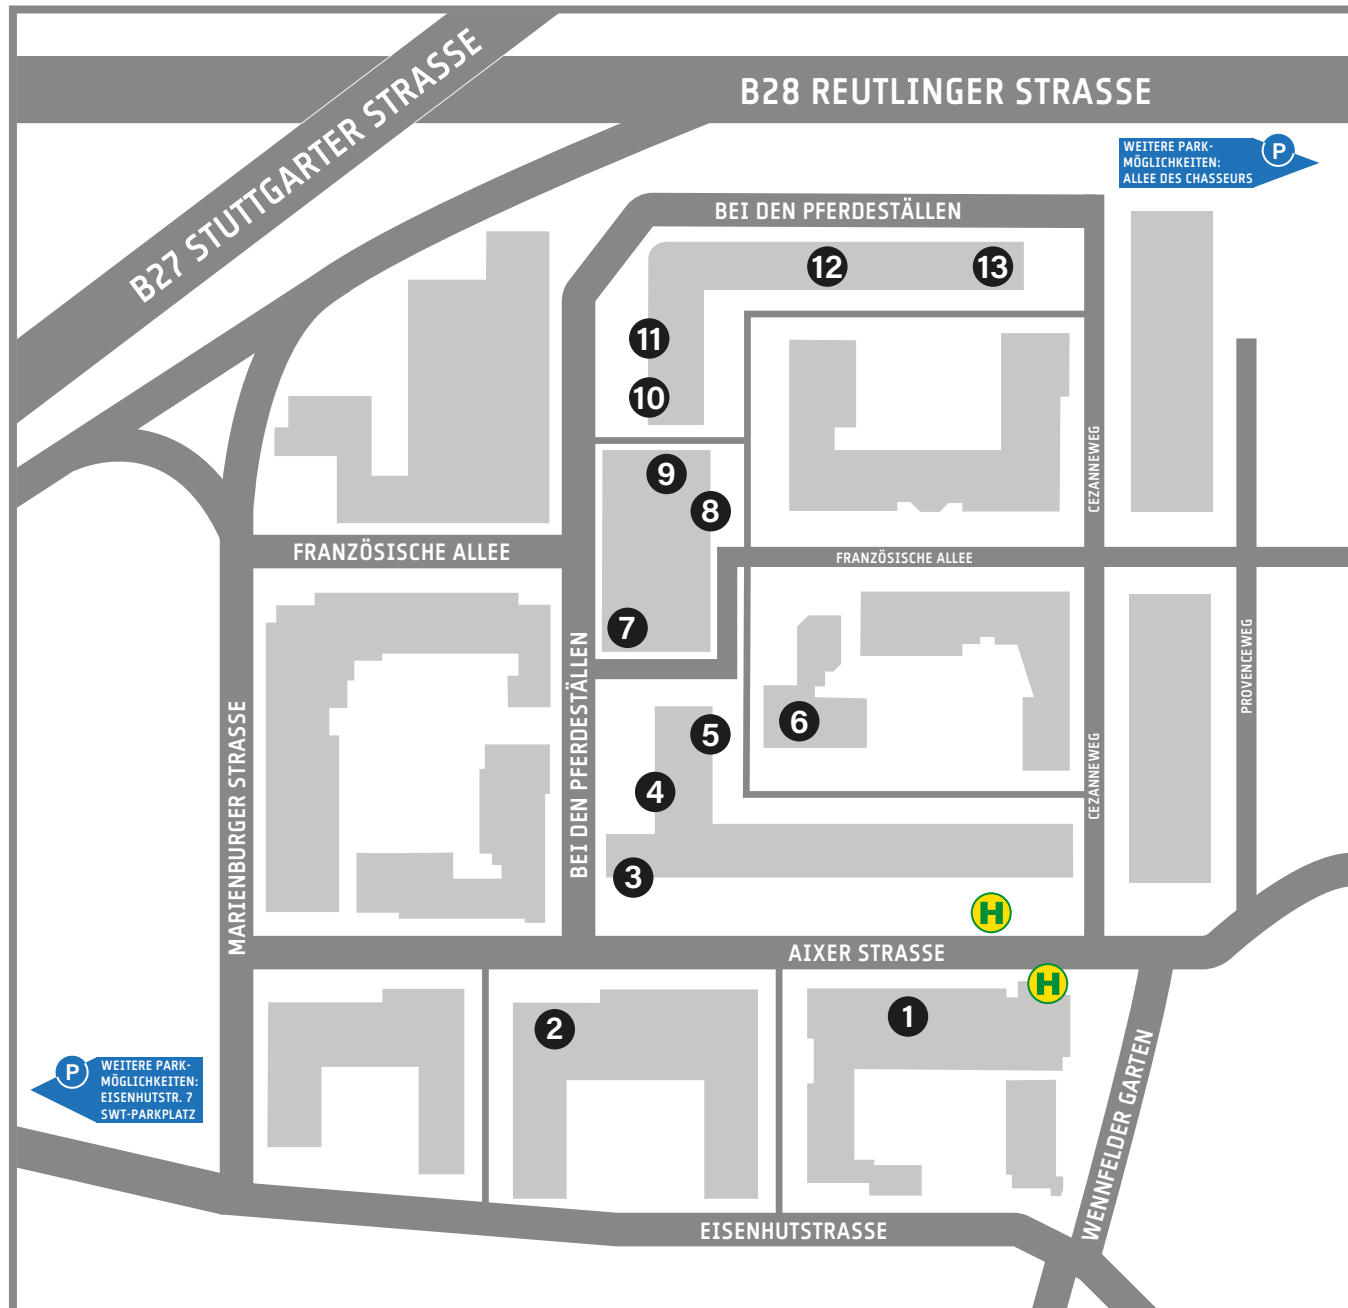 B27 STUTTGARTER STRASSE
B28 REUTLINGER STRASSE
WEITERE PARK-
MÖGLICHKEITEN:
ALLEE DES CHASSEURS
P
BEI DEN PFERDESTÄLLEN
12
13
11
10
CEZANNEWEG
9
8
FRANZÖSISCHE ALLEE
FRANZÖSISCHE ALLEE
7
BEI DEN PFERDESTÄLLEN
PROVENCEWEG
MARIENBURGER STRASSE
6
5
CEZANNEWEG
4
3
H
AIXER STRASSE
H
1
2
P
WEITERE PARK-
MÖGLICHKEITEN:
EISENHUTSTR. 7
SWT-PARKPLATZ
WENNFELDER GARTEN
EISENHUTSTRASSE